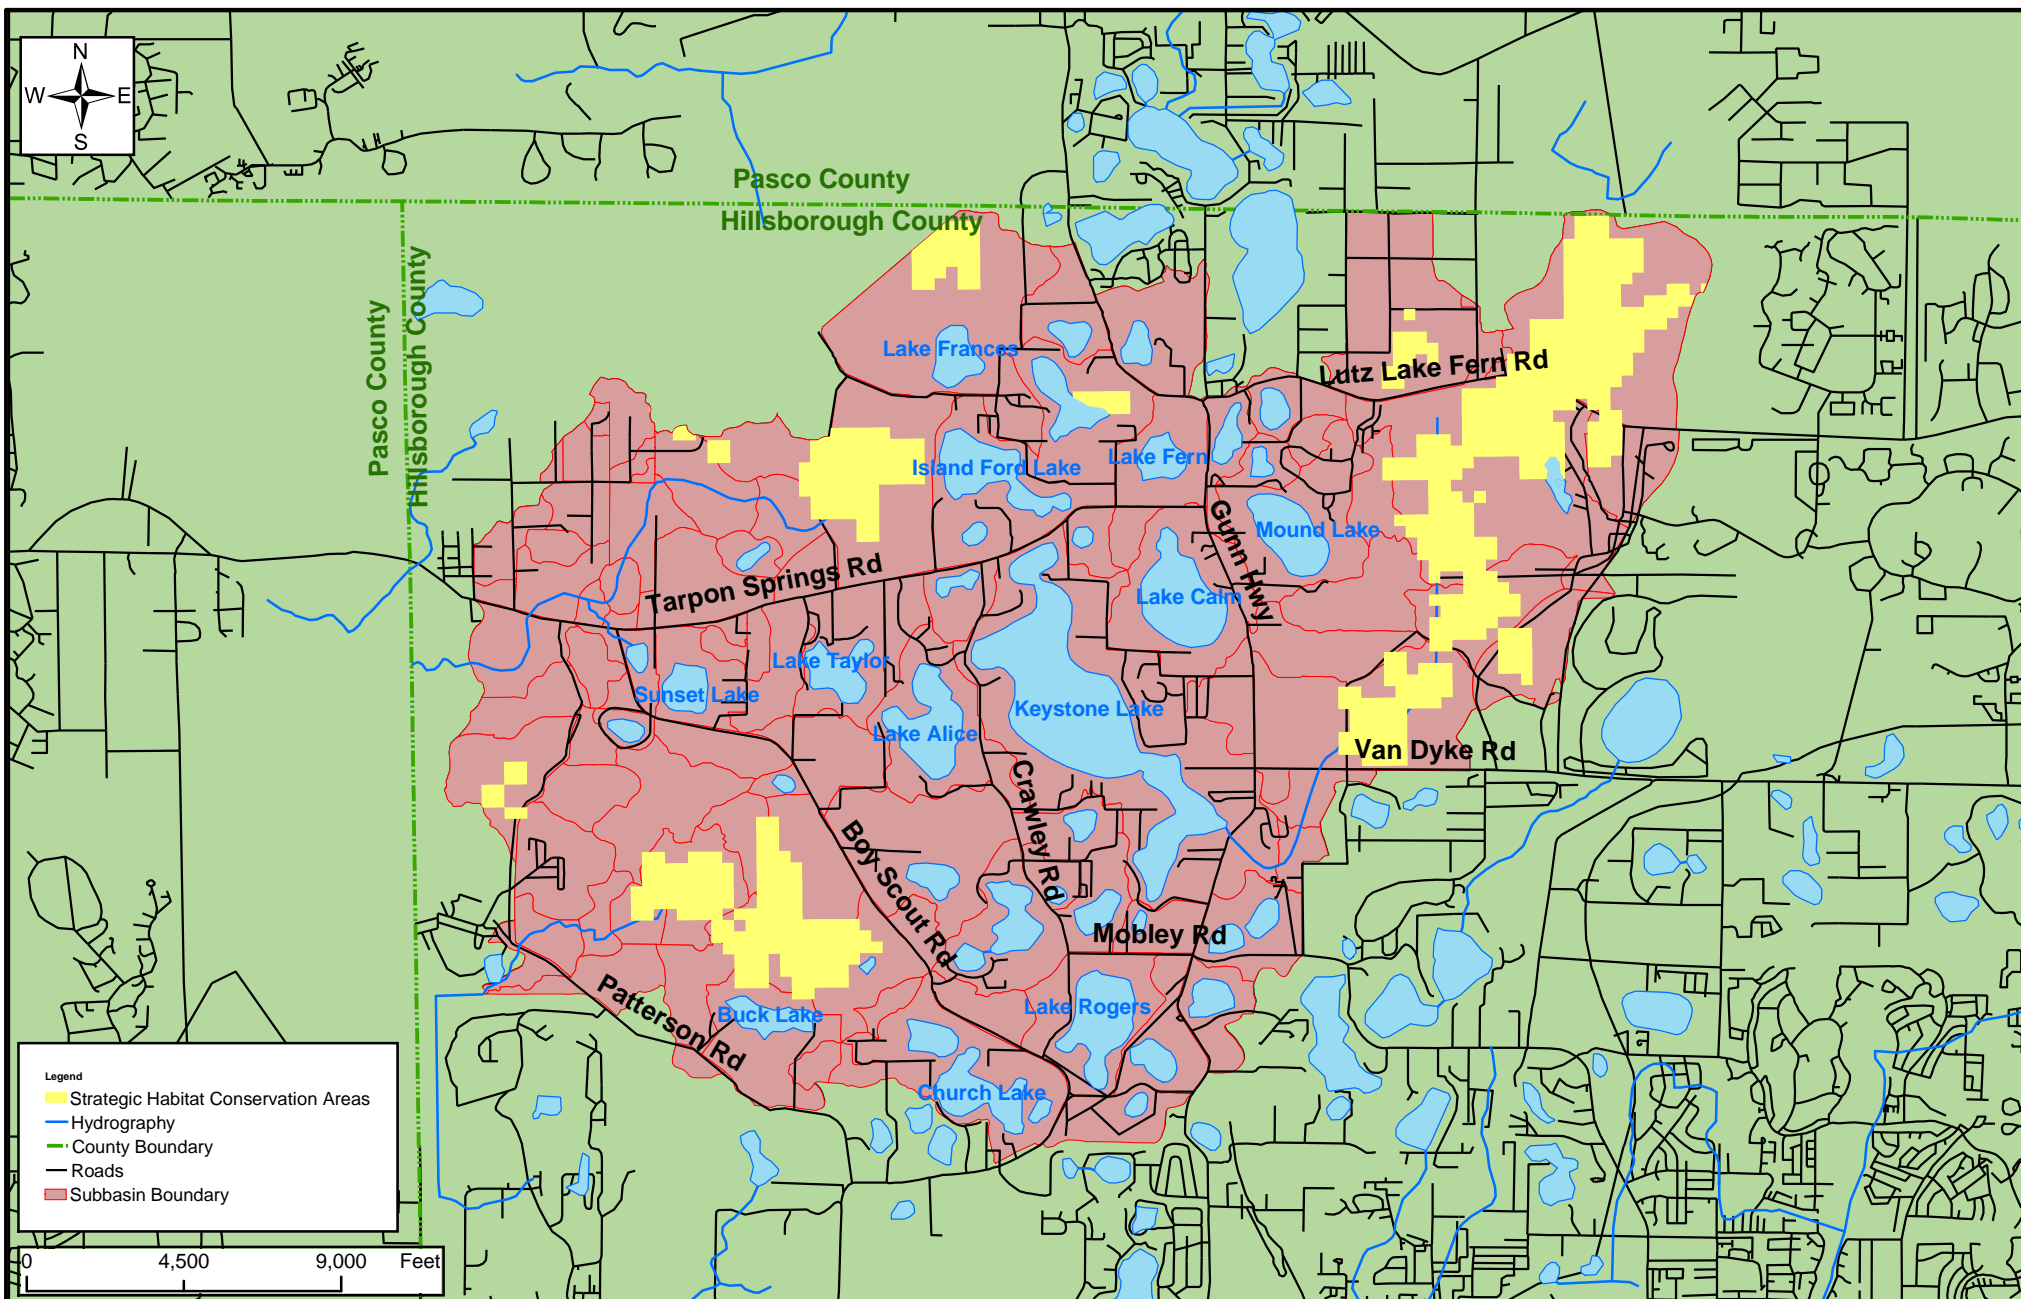 N
W E
S
Pasco County
Hillsborough County
Pasco County
Hillsborough County
Lake Frances
Lutz Lake Fern Rd
Island Ford Lake
Lake Fern
Gunn Hwy
Mound Lake
Tarpon Springs Rd
Lake Calm
Lake Taylor
Sunset Lake
Keystone Lake
Lake Alice
Van Dyke Rd
Crawley Rd
Boy Scout Rd
Mobley Rd
Patterson Rd
Buck Lake
Lake Rogers
Church Lake
Legend
Strategic Habitat Conservation Areas
Hydrography
County Boundary
Roads
Subbasin Boundary
0 4,500 9,000 Feet